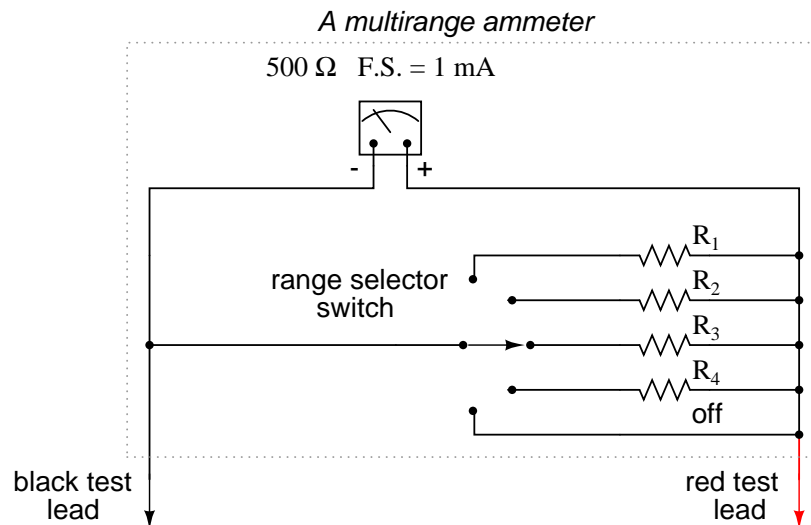 A multirange ammeter
500 Ω F.S. = 1 mA
- +
R1
range selector
switch
R2
R3
R4
off
black test
lead
red test
lead